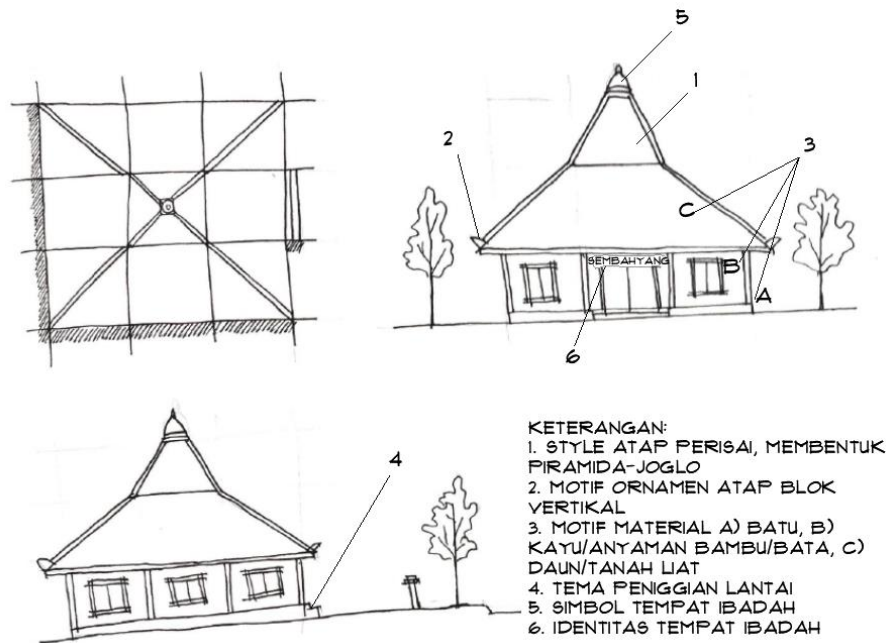 5
1
2
3
C
SEMBAHYANG
B
A
6
4
KETERANGAN:
1. STYLE ATAP PERISAI, MEMBENTUK
PIRAMIDA-JOGLO
2. MOTIF ORNAMEN ATAP BLOK
VERTIKAL
3. MOTIF MATERIAL A) BATU, B)
KAYU/ANYAMAN BAMBU/BATA, C)
DAUN/TANAH LIAT
4. TEMA PENIGGIAN LANTAI
5. SIMBOL TEMPAT IBADAH
6. IDENTITAS TEMPAT IBADAH